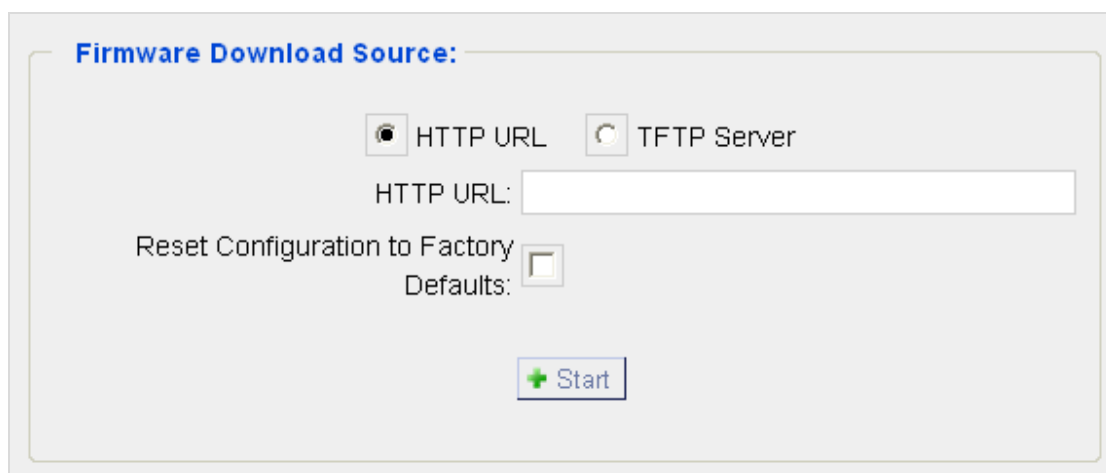 Firmware Download Source:
HTTP URL TFTP Server
HTTP URL:
Reset Configuration to Factory
Defaults:
Start